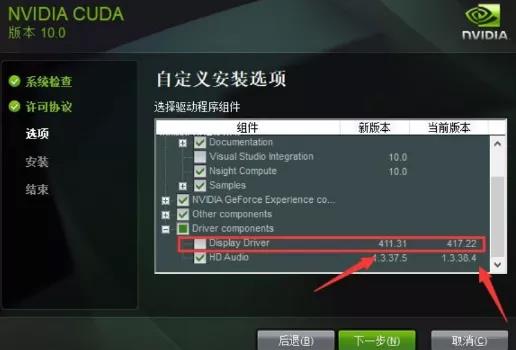 NVIDIA CUDA
版本 10.0
NVIDIA
系统检查
许可协议
选项
安装
结束
自定义安装选项
选择驱动程序组件
组件 新版本 当前版本
Documentation
Visual Studio Integration 10.0
Nsight Compute 10.0
Samples
NVIDIA GeForce Experience co...
Other components
Driver components
Display Driver 411.31 417.22
HD Audio 1.3.37.5 1.3.38.4
后退(B) 下一步(N) 取消(C)